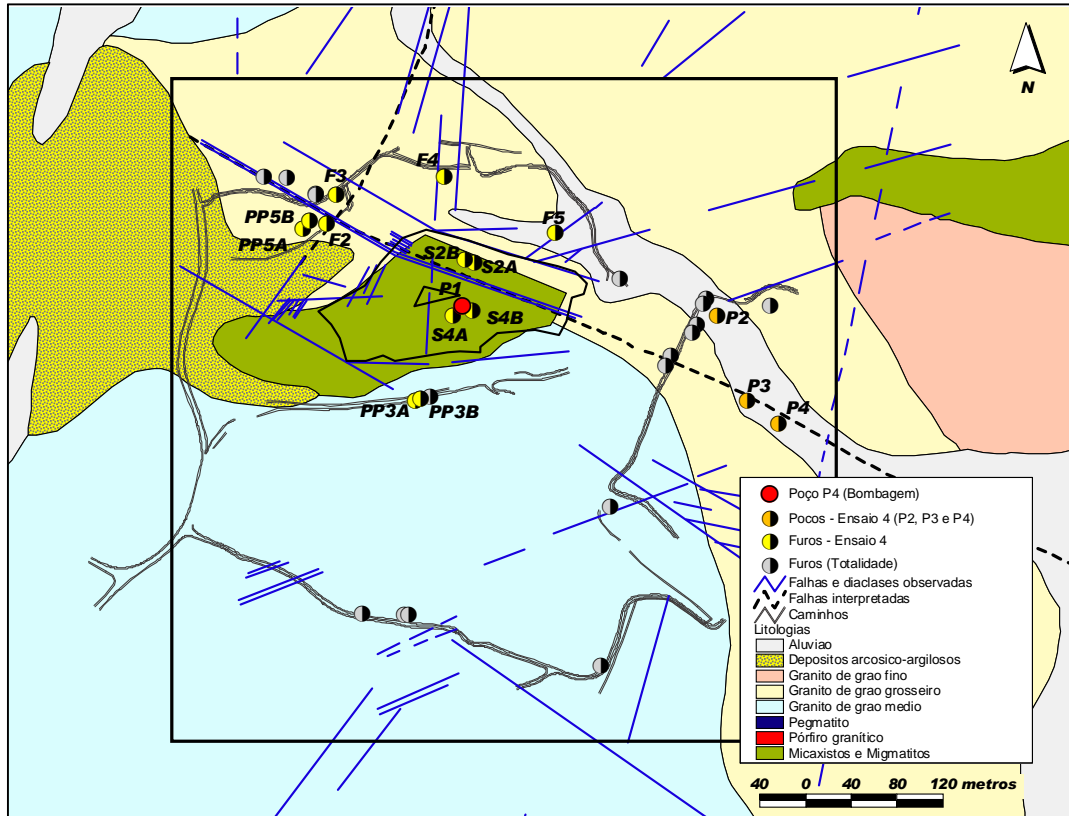 N
F4
F3
PP5B
F5
F2
PP5A
S2B
S2A
P1
S4B
S4A
P2
P3
PP3A
PP3B
P4
Poço P4 (Bombagem)
Pocos - Ensaio 4 (P2, P3 e P4)
Furos - Ensaio 4
Furos (Totalidade)
Falhas e diaclases observadas
Falhas interpretadas
Caminhos
Litologias
Aluviao
Depositos arcosico-argilosos
Granito de grao fino
Granito de grao grosseiro
Granito de grao medio
Pegmatito
Pórfiro granítico
Micaxistos e Migmatitos
40 0 40 80 120 metros